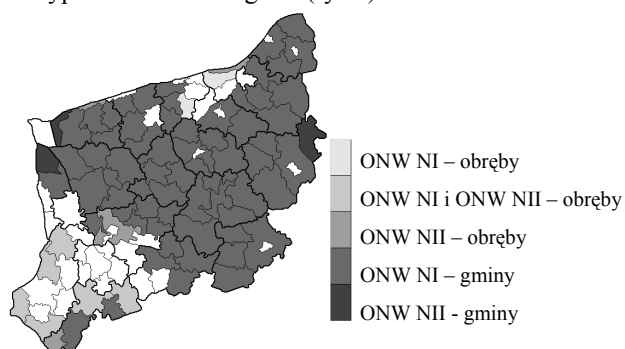 ONW NI – obręby
ONW NI i ONW NII – obręby
ONW NII – obręby
ONW NI – gminy
ONW NII - gminy